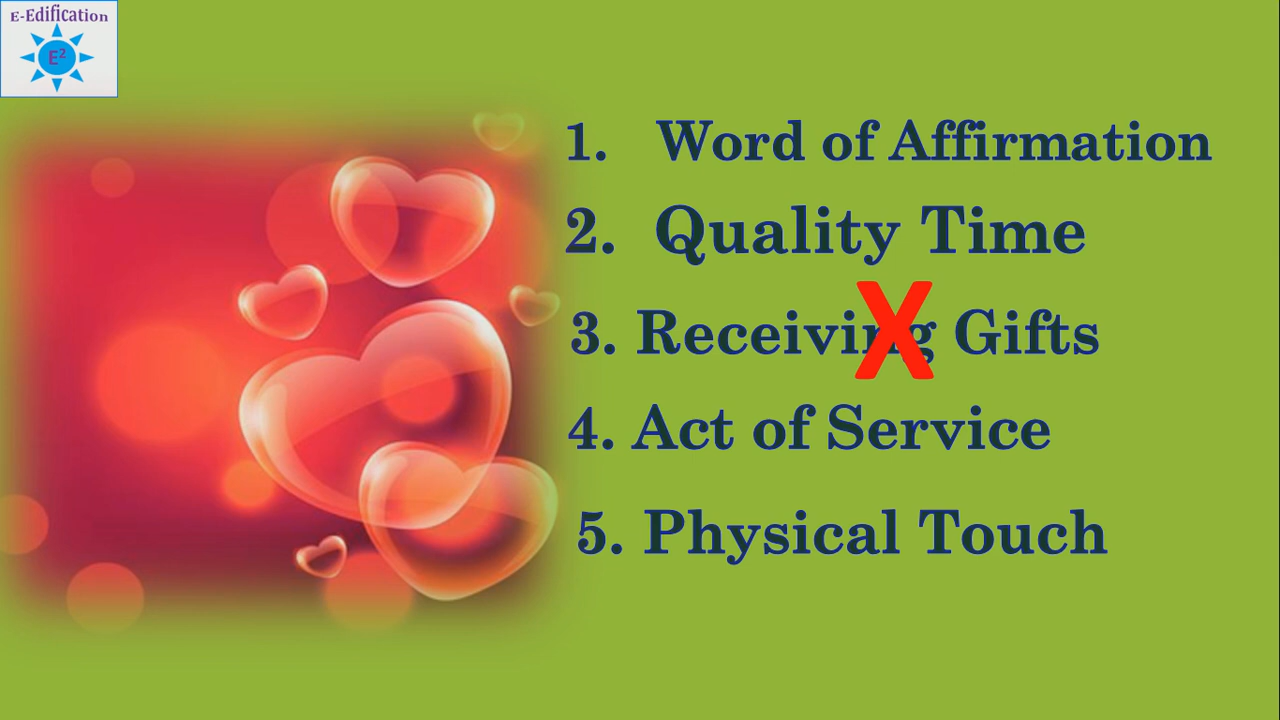 E-Edification
E²
1. Word of Affirmation
2. Quality Time
3. Receiving Gifts
X
4. Act of Service
5. Physical Touch